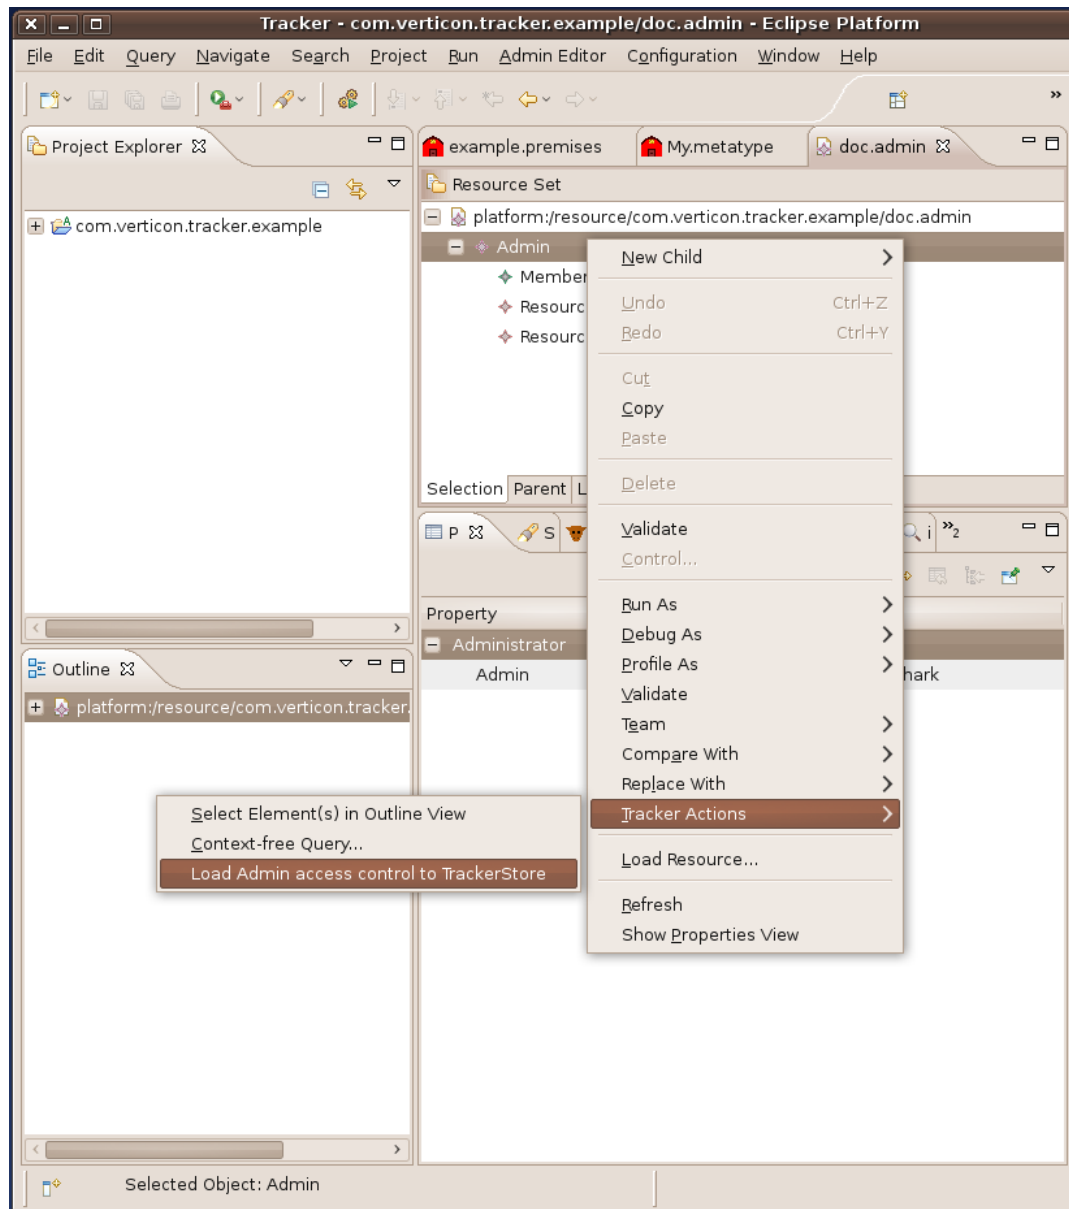 Tracker - com.verticon.tracker.example/doc.admin - Eclipse Platform
File Edit Query Navigate Search Project Run Admin Editor Configuration Window Help
»
Project Explorer
com.verticon.tracker.example
example.premises My.metatype doc.admin
Resource Set
platform:/resource/com.verticon.tracker.example/doc.admin
Admin
Member
Resourc
Resourc
Selection Parent L
P S i »2
Property
Administrator
Admin hark
New Child
Undo Ctrl+Z
Redo Ctrl+Y
Cut
Copy
Paste
Delete
Validate
Control...
Run As
Debug As
Profile As
Validate
Team
Compare With
Replace With
Tracker Actions
Load Resource...
Refresh
Show Properties View
Outline
platform:/resource/com.verticon.tracker.
Select Element(s) in Outline View
Context-free Query...
Load Admin access control to TrackerStore
Selected Object: Admin